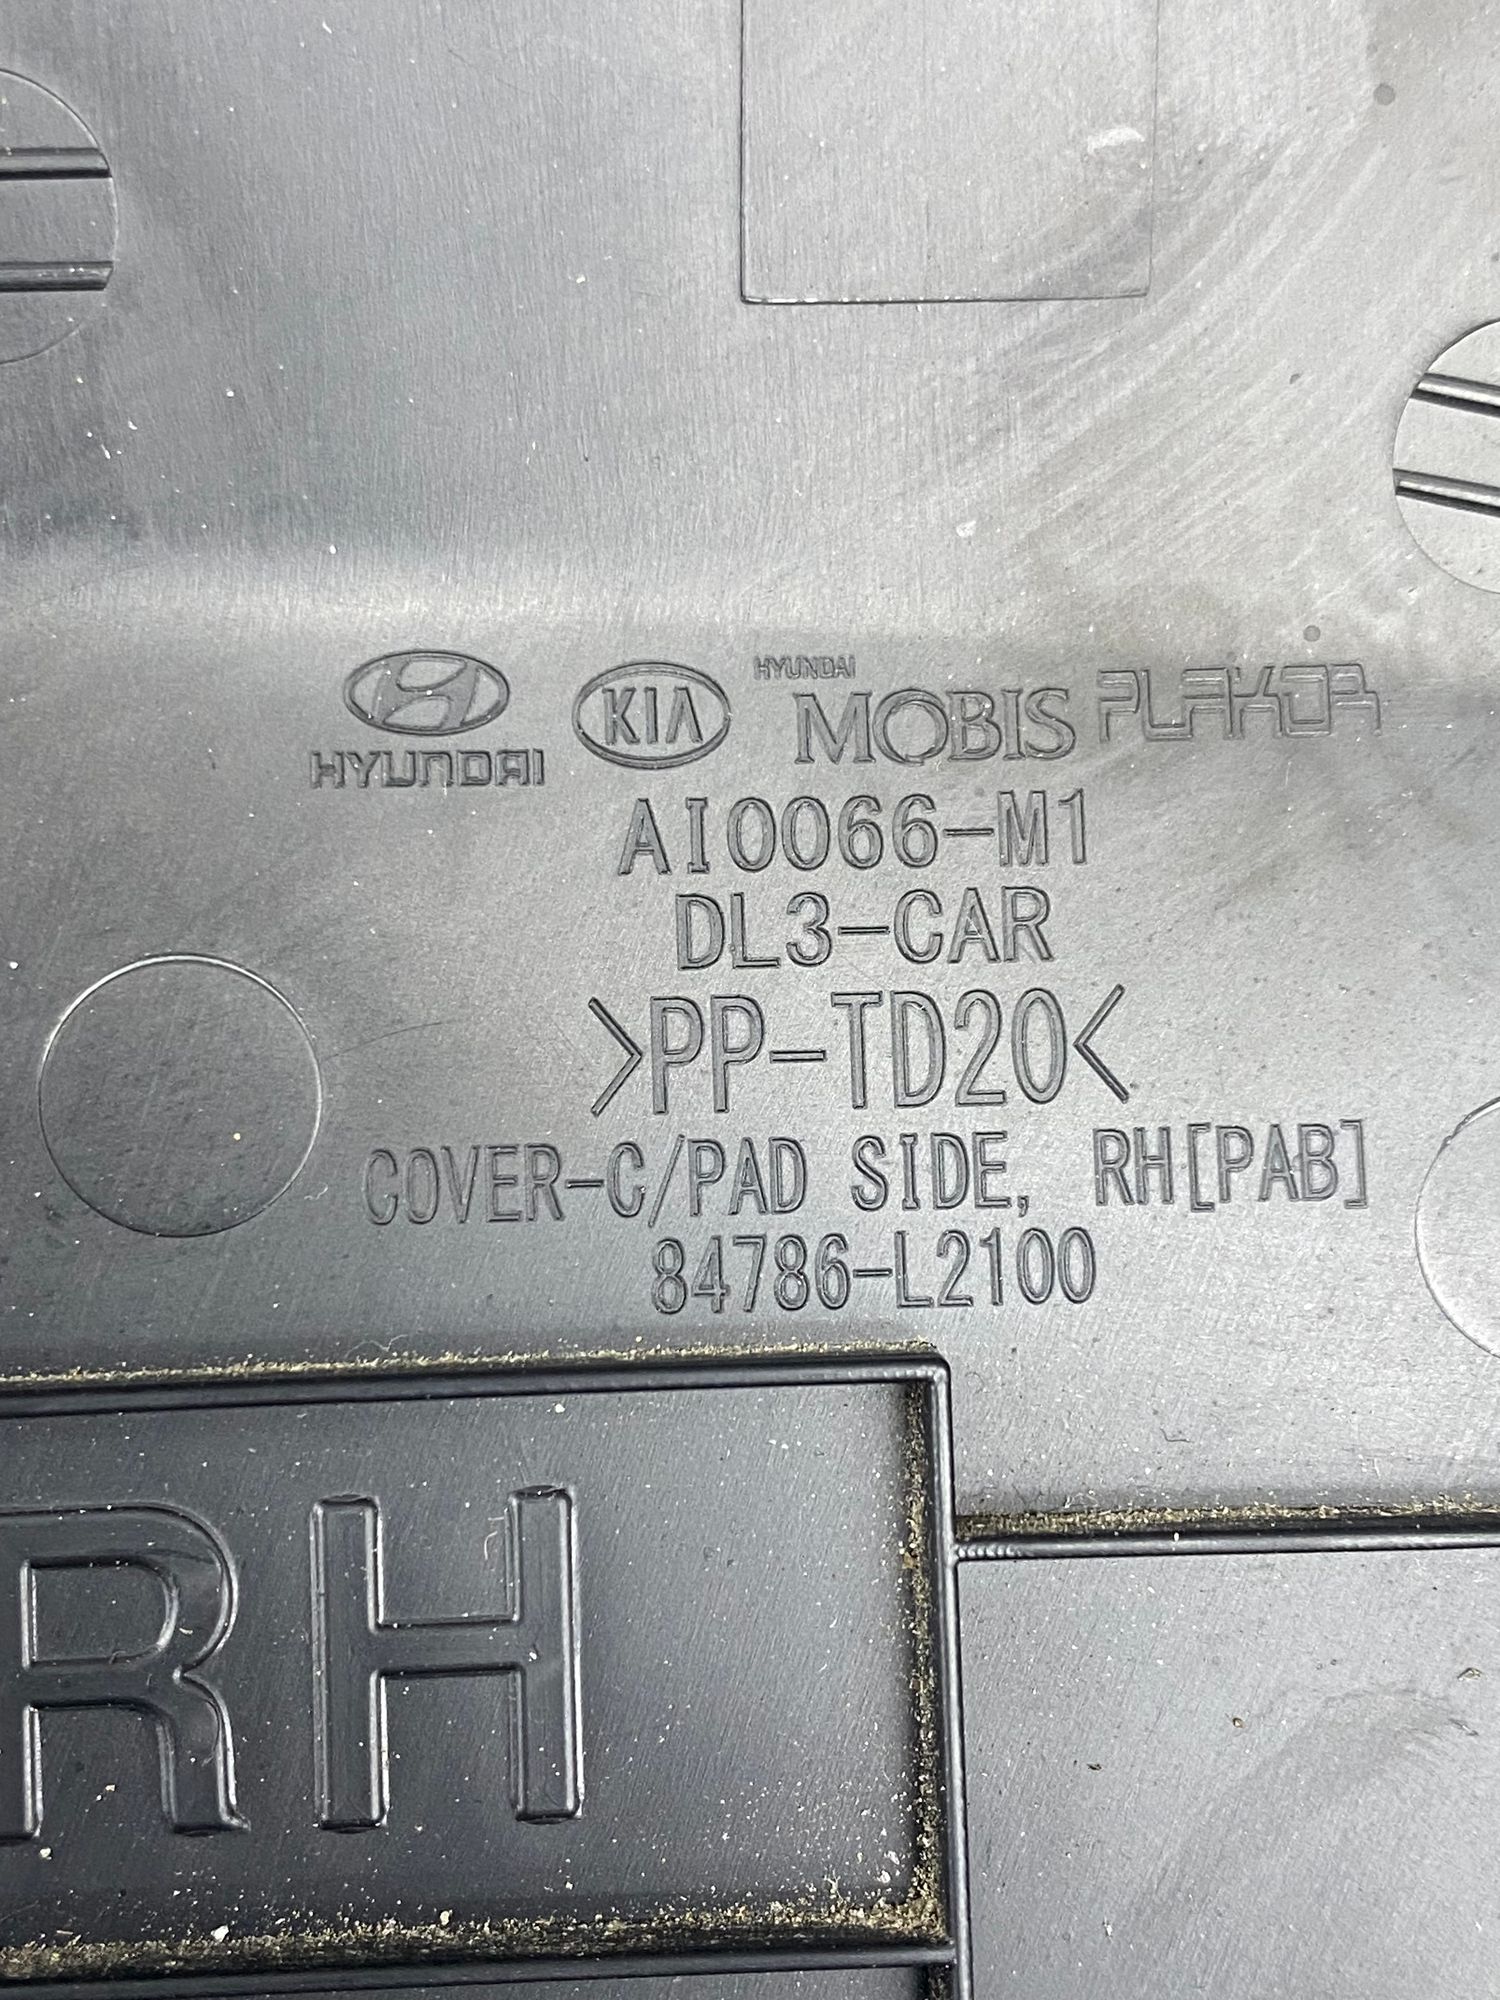 HYUNDAI KIA HYUNDAI MOBIS PLAKOR
AI0066-M1
DL3-CAR
>PP-TD20<
COVER-C/PAD SIDE, RH[PAB]
84786-L2100
RH